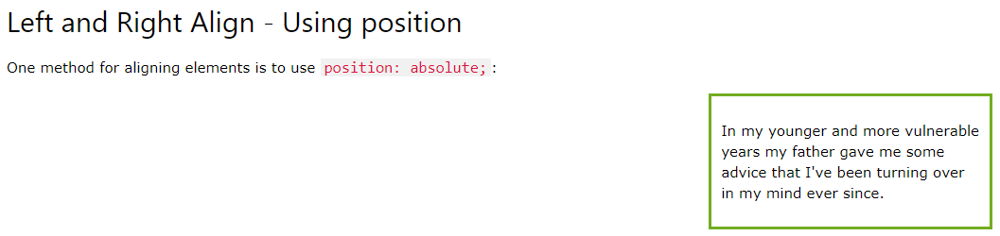 Left and Right Align - Using position
One method for aligning elements is to use position: absolute;:
In my younger and more vulnerable
years my father gave me some
advice that I've been turning over
in my mind ever since.